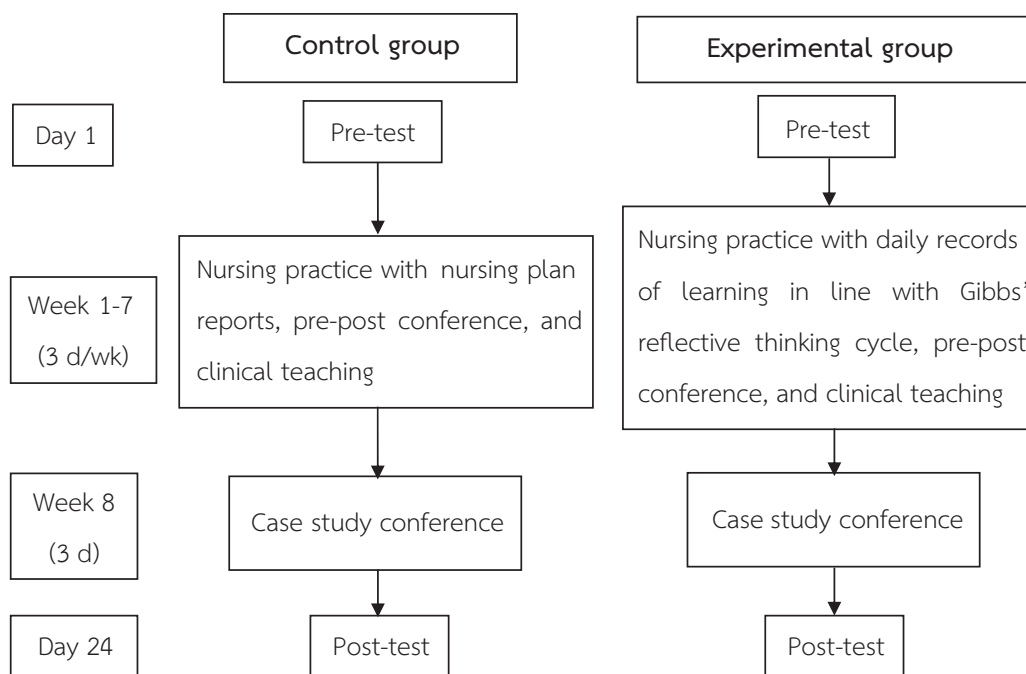 Control group
Experimental group
Day 1
Pre-test
Pre-test
Week 1-7
(3 d/wk)
Nursing practice with nursing plan
reports, pre-post conference, and
clinical teaching
Nursing practice with daily records
of learning in line with Gibbs’
reflective thinking cycle, pre-post
conference, and clinical teaching
Week 8
(3 d)
Case study conference
Case study conference
Day 24
Post-test
Post-test